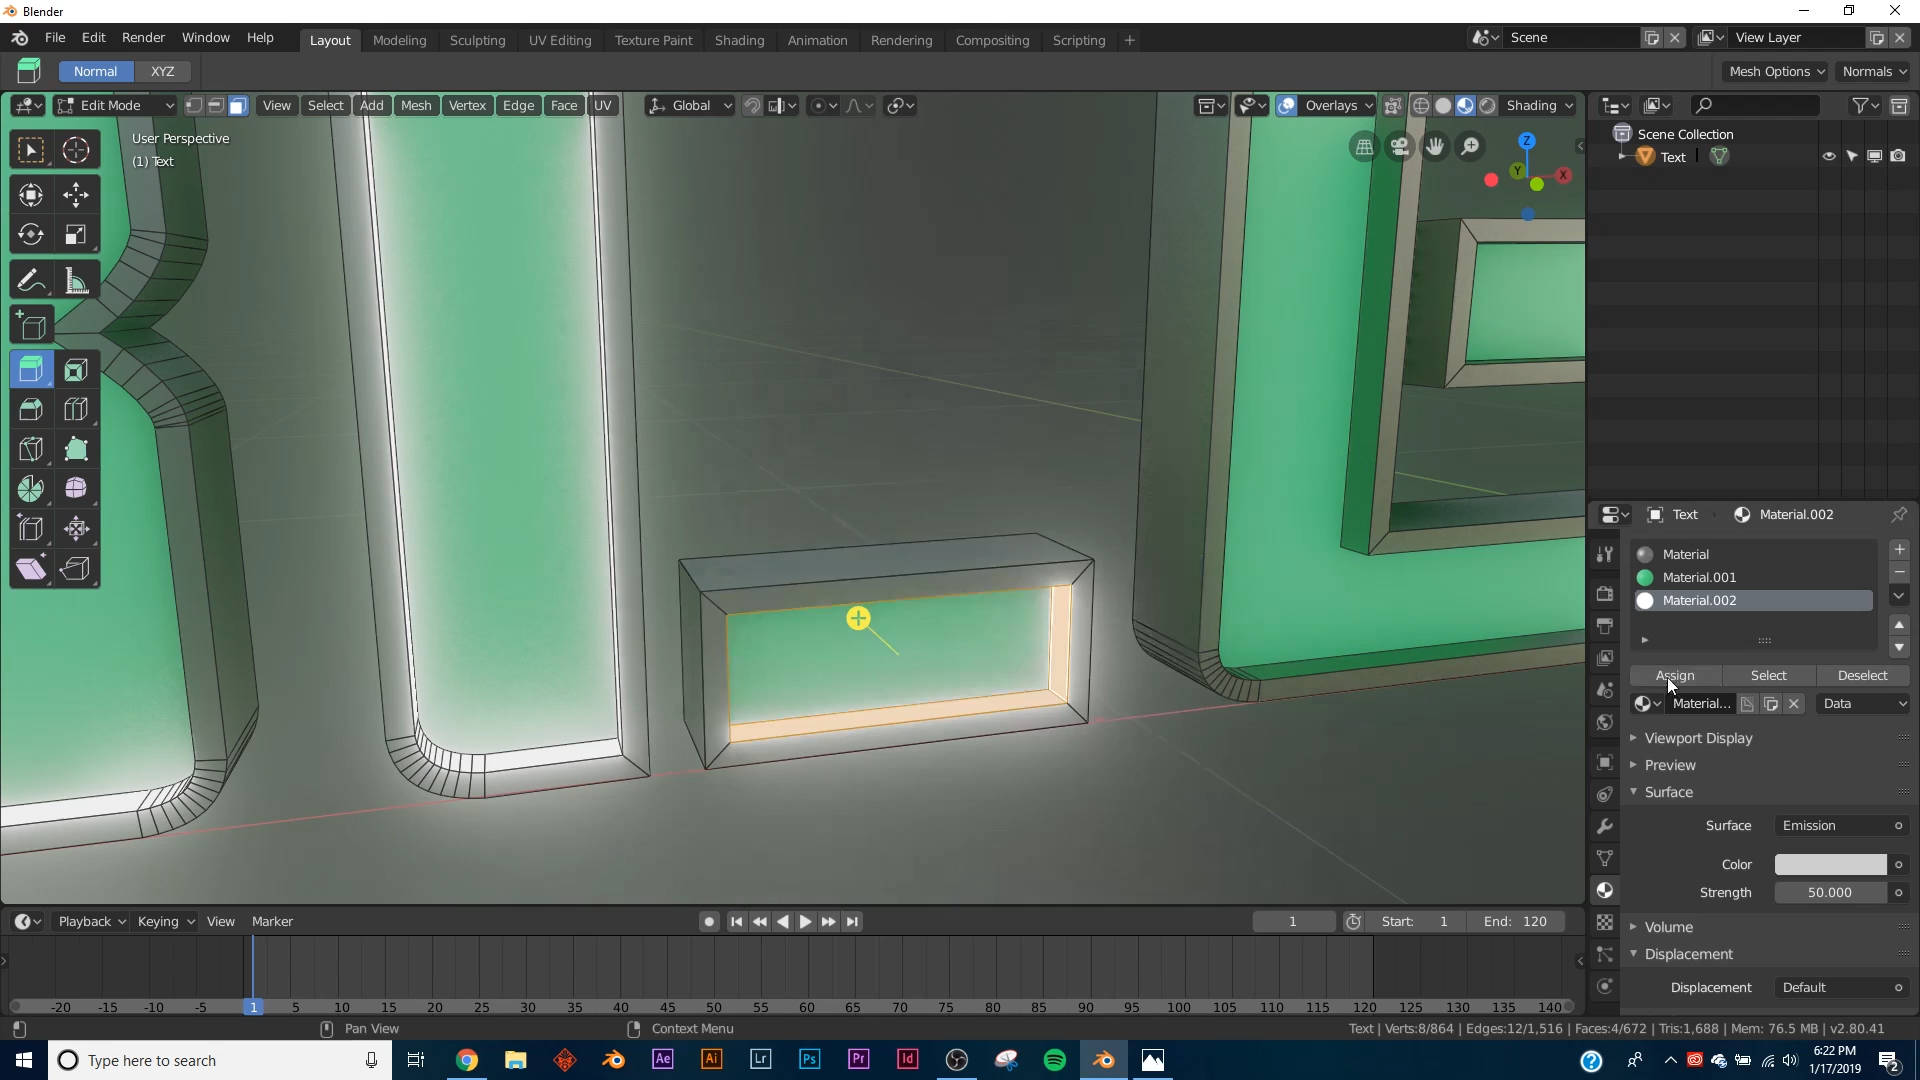 Blender
File Edit Render Window Help Layout Modeling Sculpting UV Editing Texture Paint Shading Animation Rendering Compositing Scripting + Scene View Layer
Normal XYZ Mesh Options Normals
Edit Mode View Select Add Mesh Vertex Edge Face UV Global Overlays Shading
User Perspective
(1) Text
Z
Y X
Scene Collection
Text
Text Material.002
Material
Material.001
Material.002
Assign Select Deselect
Material... Data
Viewport Display
Preview
Surface
Surface Emission
Color
Strength 50.000
Volume
Displacement
Displacement Default
Playback Keying View Marker 1 Start: 1 End: 120
-20 -15 -10 -5 1 5 10 15 20 25 30 35 40 45 50 55 60 65 70 75 80 85 90 95 100 105 110 115 120 125 130 135 140
Pan View Context Menu Text | Verts:8/864 | Edges:12/1,516 | Faces:4/672 | Tris:1,688 | Mem: 76.5 MB | v2.80.41
Type here to search Ae Ai Lr Ps Pr Id 6:22 PM
1/17/2019 2